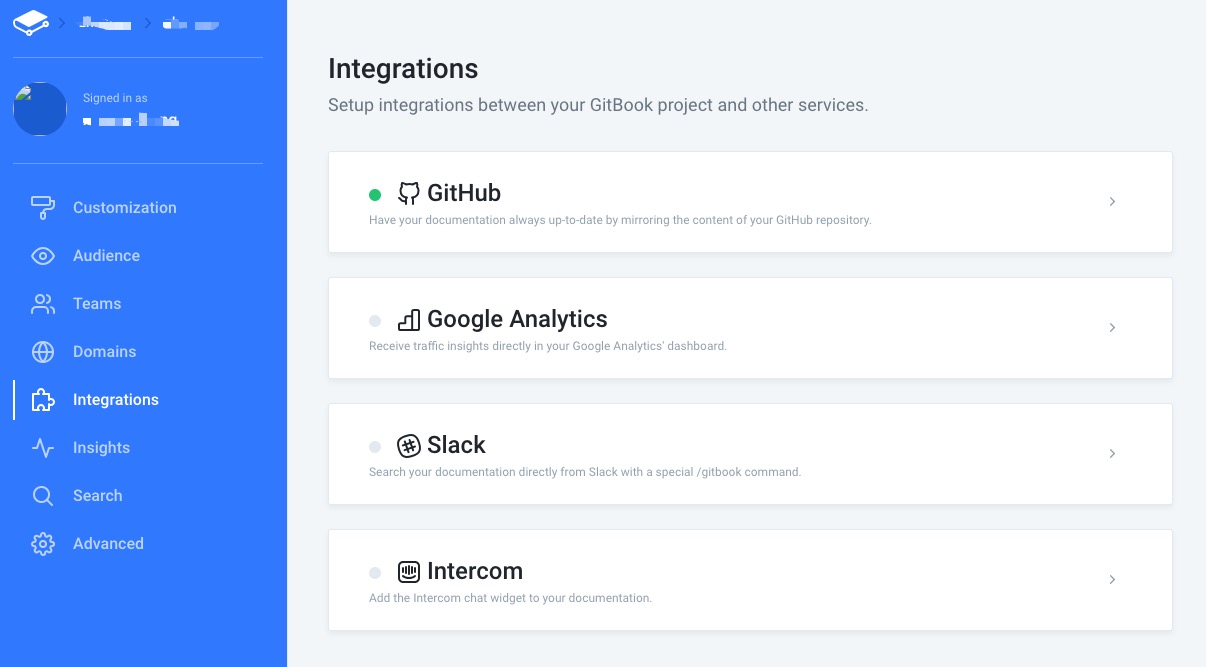 Signed in as
Customization
Audience
Teams
Domains
Integrations
Insights
Search
Advanced
Integrations
Setup integrations between your GitBook project and other services.
GitHub
Have your documentation always up-to-date by mirroring the content of your GitHub repository.
Google Analytics
Receive traffic insights directly in your Google Analytics' dashboard.
Slack
Search your documentation directly from Slack with a special /gitbook command.
Intercom
Add the Intercom chat widget to your documentation.